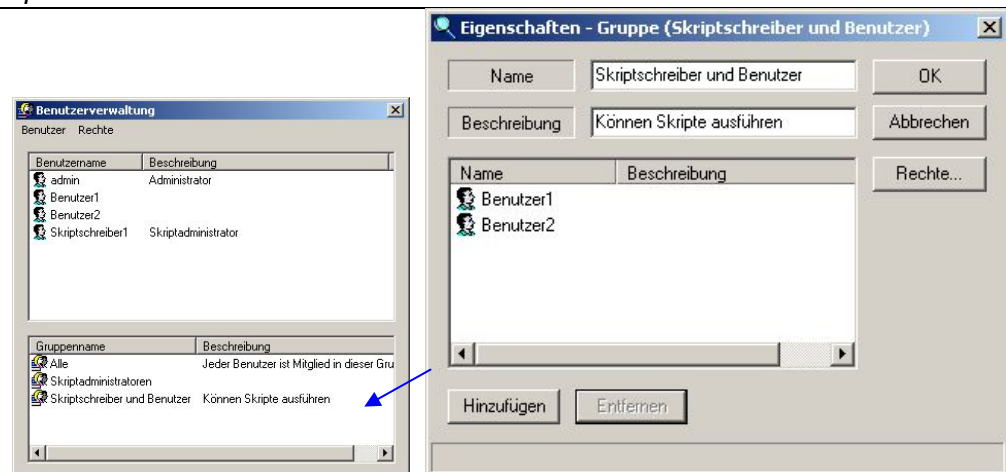 Benutzerverwaltung
Benutzer Rechte
Benutzername Beschreibung
admin Administrator
Benutzer1
Benutzer2
Skriptschreiber1 Skriptadministrator
Gruppenname Beschreibung
Alle Jeder Benutzer ist Mitglied in dieser Gru
Skriptadministratoren
Skriptschreiber und Benutzer Können Skripte ausführen
Eigenschaften - Gruppe (Skriptschreiber und Benutzer)
Name Skriptschreiber und Benutzer OK
Beschreibung Können Skripte ausführen Abbrechen
Name Beschreibung Rechte...
Benutzer1
Benutzer2
Hinzufügen Entfernen